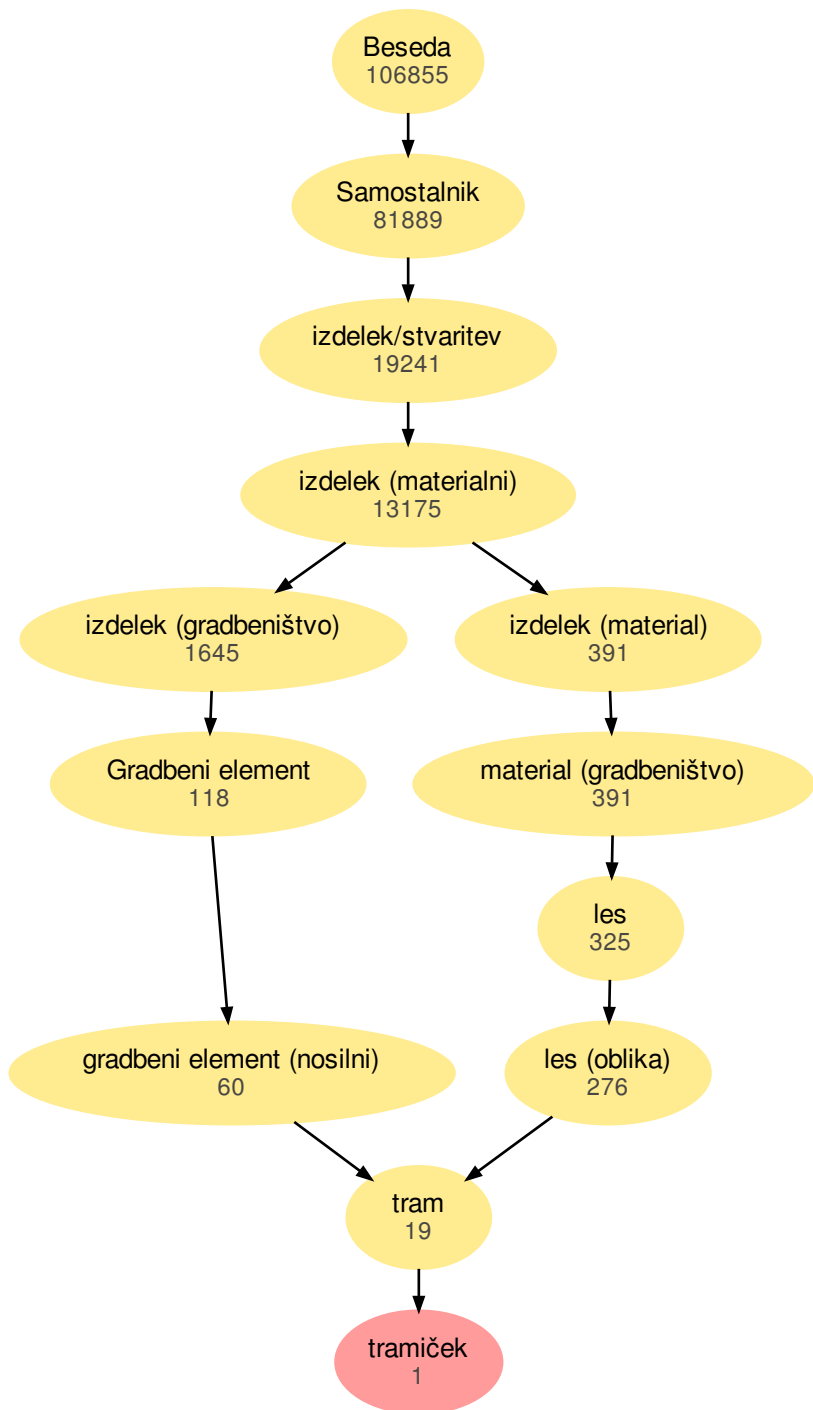 Beseda
106855
Samostalnik
81889
izdelek/stvaritev
19241
izdelek (materialni)
13175
izdelek (gradbeništvo)
1645
izdelek (material)
391
Gradbeni element
118
material (gradbeništvo)
391
les
325
gradbeni element (nosilni)
60
les (oblika)
276
tram
19
tramiček
1